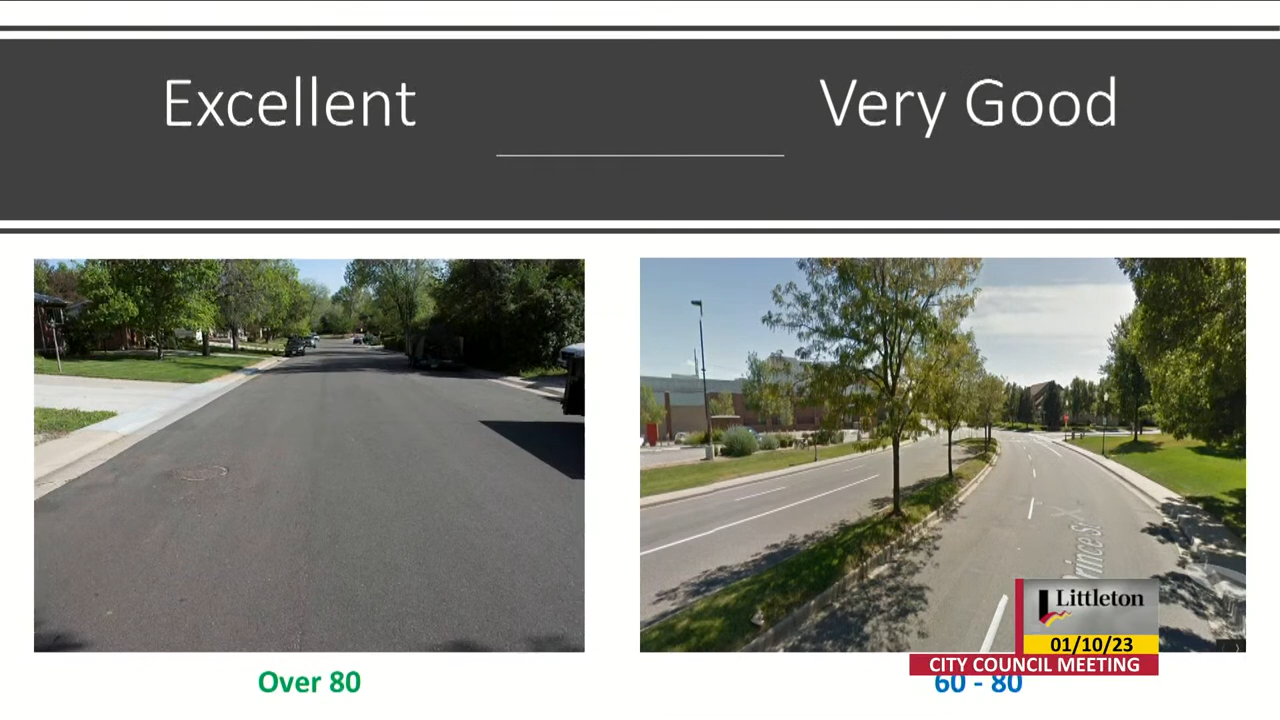 Excellent
Very Good
Prince St
Littleton
01/10/23
CITY COUNCIL MEETING
Over 80
60 - 80